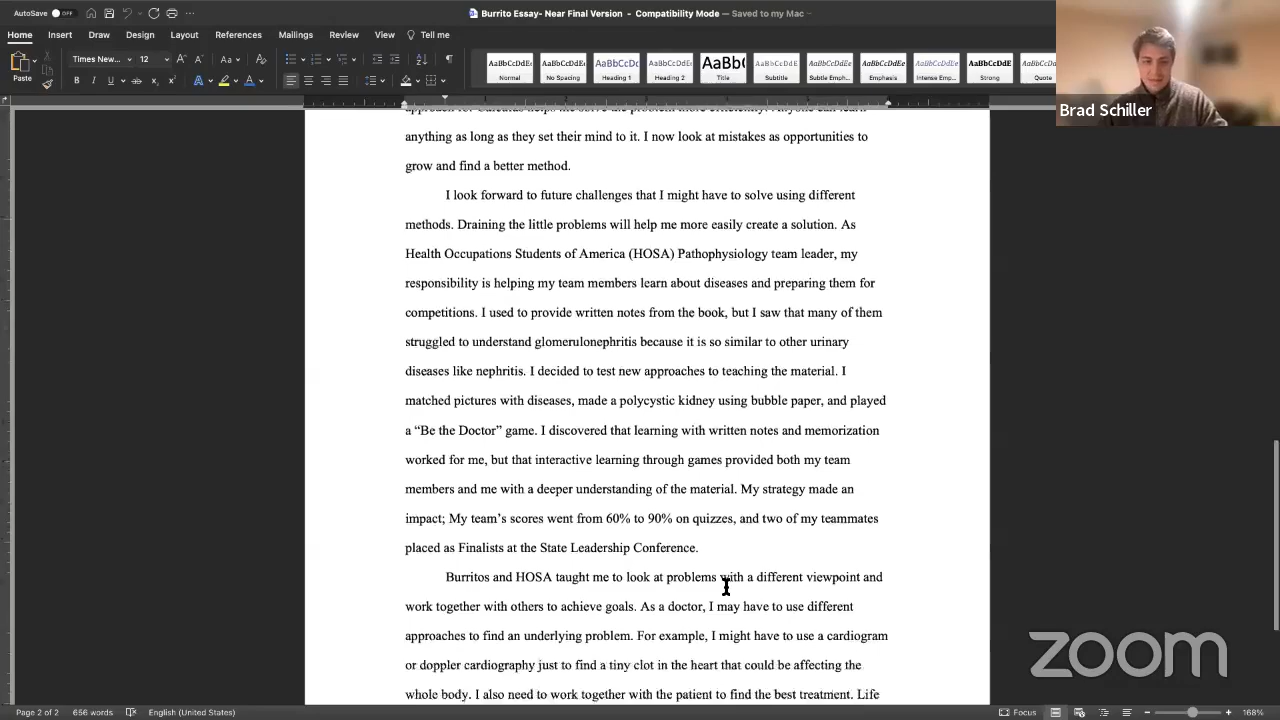 AutoSave OFF
Burrito Essay- Near Final Version - Compatibility Mode — Saved to my Mac
Home Insert Draw Design Layout References Mailings Review View Tell me
Paste
Times New... 12
AaBbCcDdEe Normal
AaBbCcDdEe No Spacing
AaBbCcDc Heading 1
AaBbCcDdEe Heading 2
AaBb( Title
AaBbCcDdEe Subtitle
AaBbCcDdEe Subtle Emph...
AaBbCcDdEe Emphasis
AaBbCcDdEe Intense Emp...
AaBbCcDdE Strong
AaBbCcDdE Quote
Brad Schiller
anything as long as they set their mind to it. I now look at mistakes as opportunities to
grow and find a better method.
I look forward to future challenges that I might have to solve using different
methods. Draining the little problems will help me more easily create a solution. As
Health Occupations Students of America (HOSA) Pathophysiology team leader, my
responsibility is helping my team members learn about diseases and preparing them for
competitions. I used to provide written notes from the book, but I saw that many of them
struggled to understand glomerulonephritis because it is so similar to other urinary
diseases like nephritis. I decided to test new approaches to teaching the material. I
matched pictures with diseases, made a polycystic kidney using bubble paper, and played
a “Be the Doctor” game. I discovered that learning with written notes and memorization
worked for me, but that interactive learning through games provided both my team
members and me with a deeper understanding of the material. My strategy made an
impact; My team’s scores went from 60% to 90% on quizzes, and two of my teammates
placed as Finalists at the State Leadership Conference.
Burritos and HOSA taught me to look at problems with a different viewpoint and
work together with others to achieve goals. As a doctor, I may have to use different
approaches to find an underlying problem. For example, I might have to use a cardiogram
or doppler cardiography just to find a tiny clot in the heart that could be affecting the
whole body. I also need to work together with the patient to find the best treatment. Life
zoom
Page 2 of 2 656 words English (United States) Focus 168%